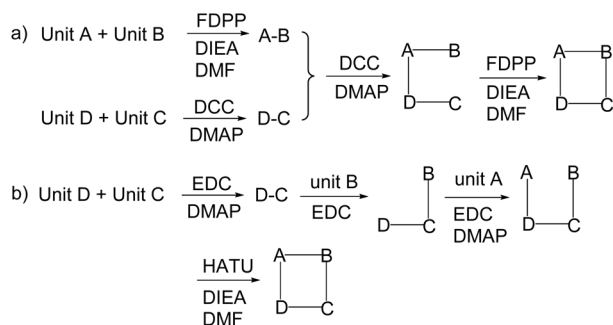 a) Unit A + Unit B FDPP DIEA DMF A-B
Unit D + Unit C DCC DMAP D-C
DCC DMAP A B D C FDPP DIEA DMF A B D C
b) Unit D + Unit C EDC DMAP D-C unit B EDC B D C unit A EDC DMAP A B D C
HATU DIEA DMF A B D C